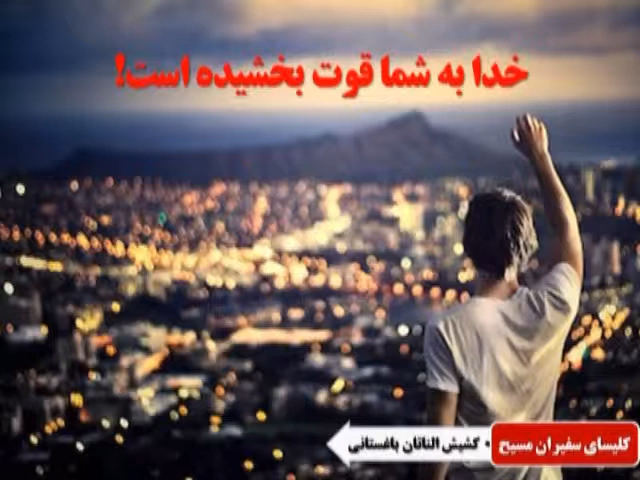 خدا به شما قوت بخشیده است!
کلیسای سفیران مسیح
کشیش الناتان باغستانی